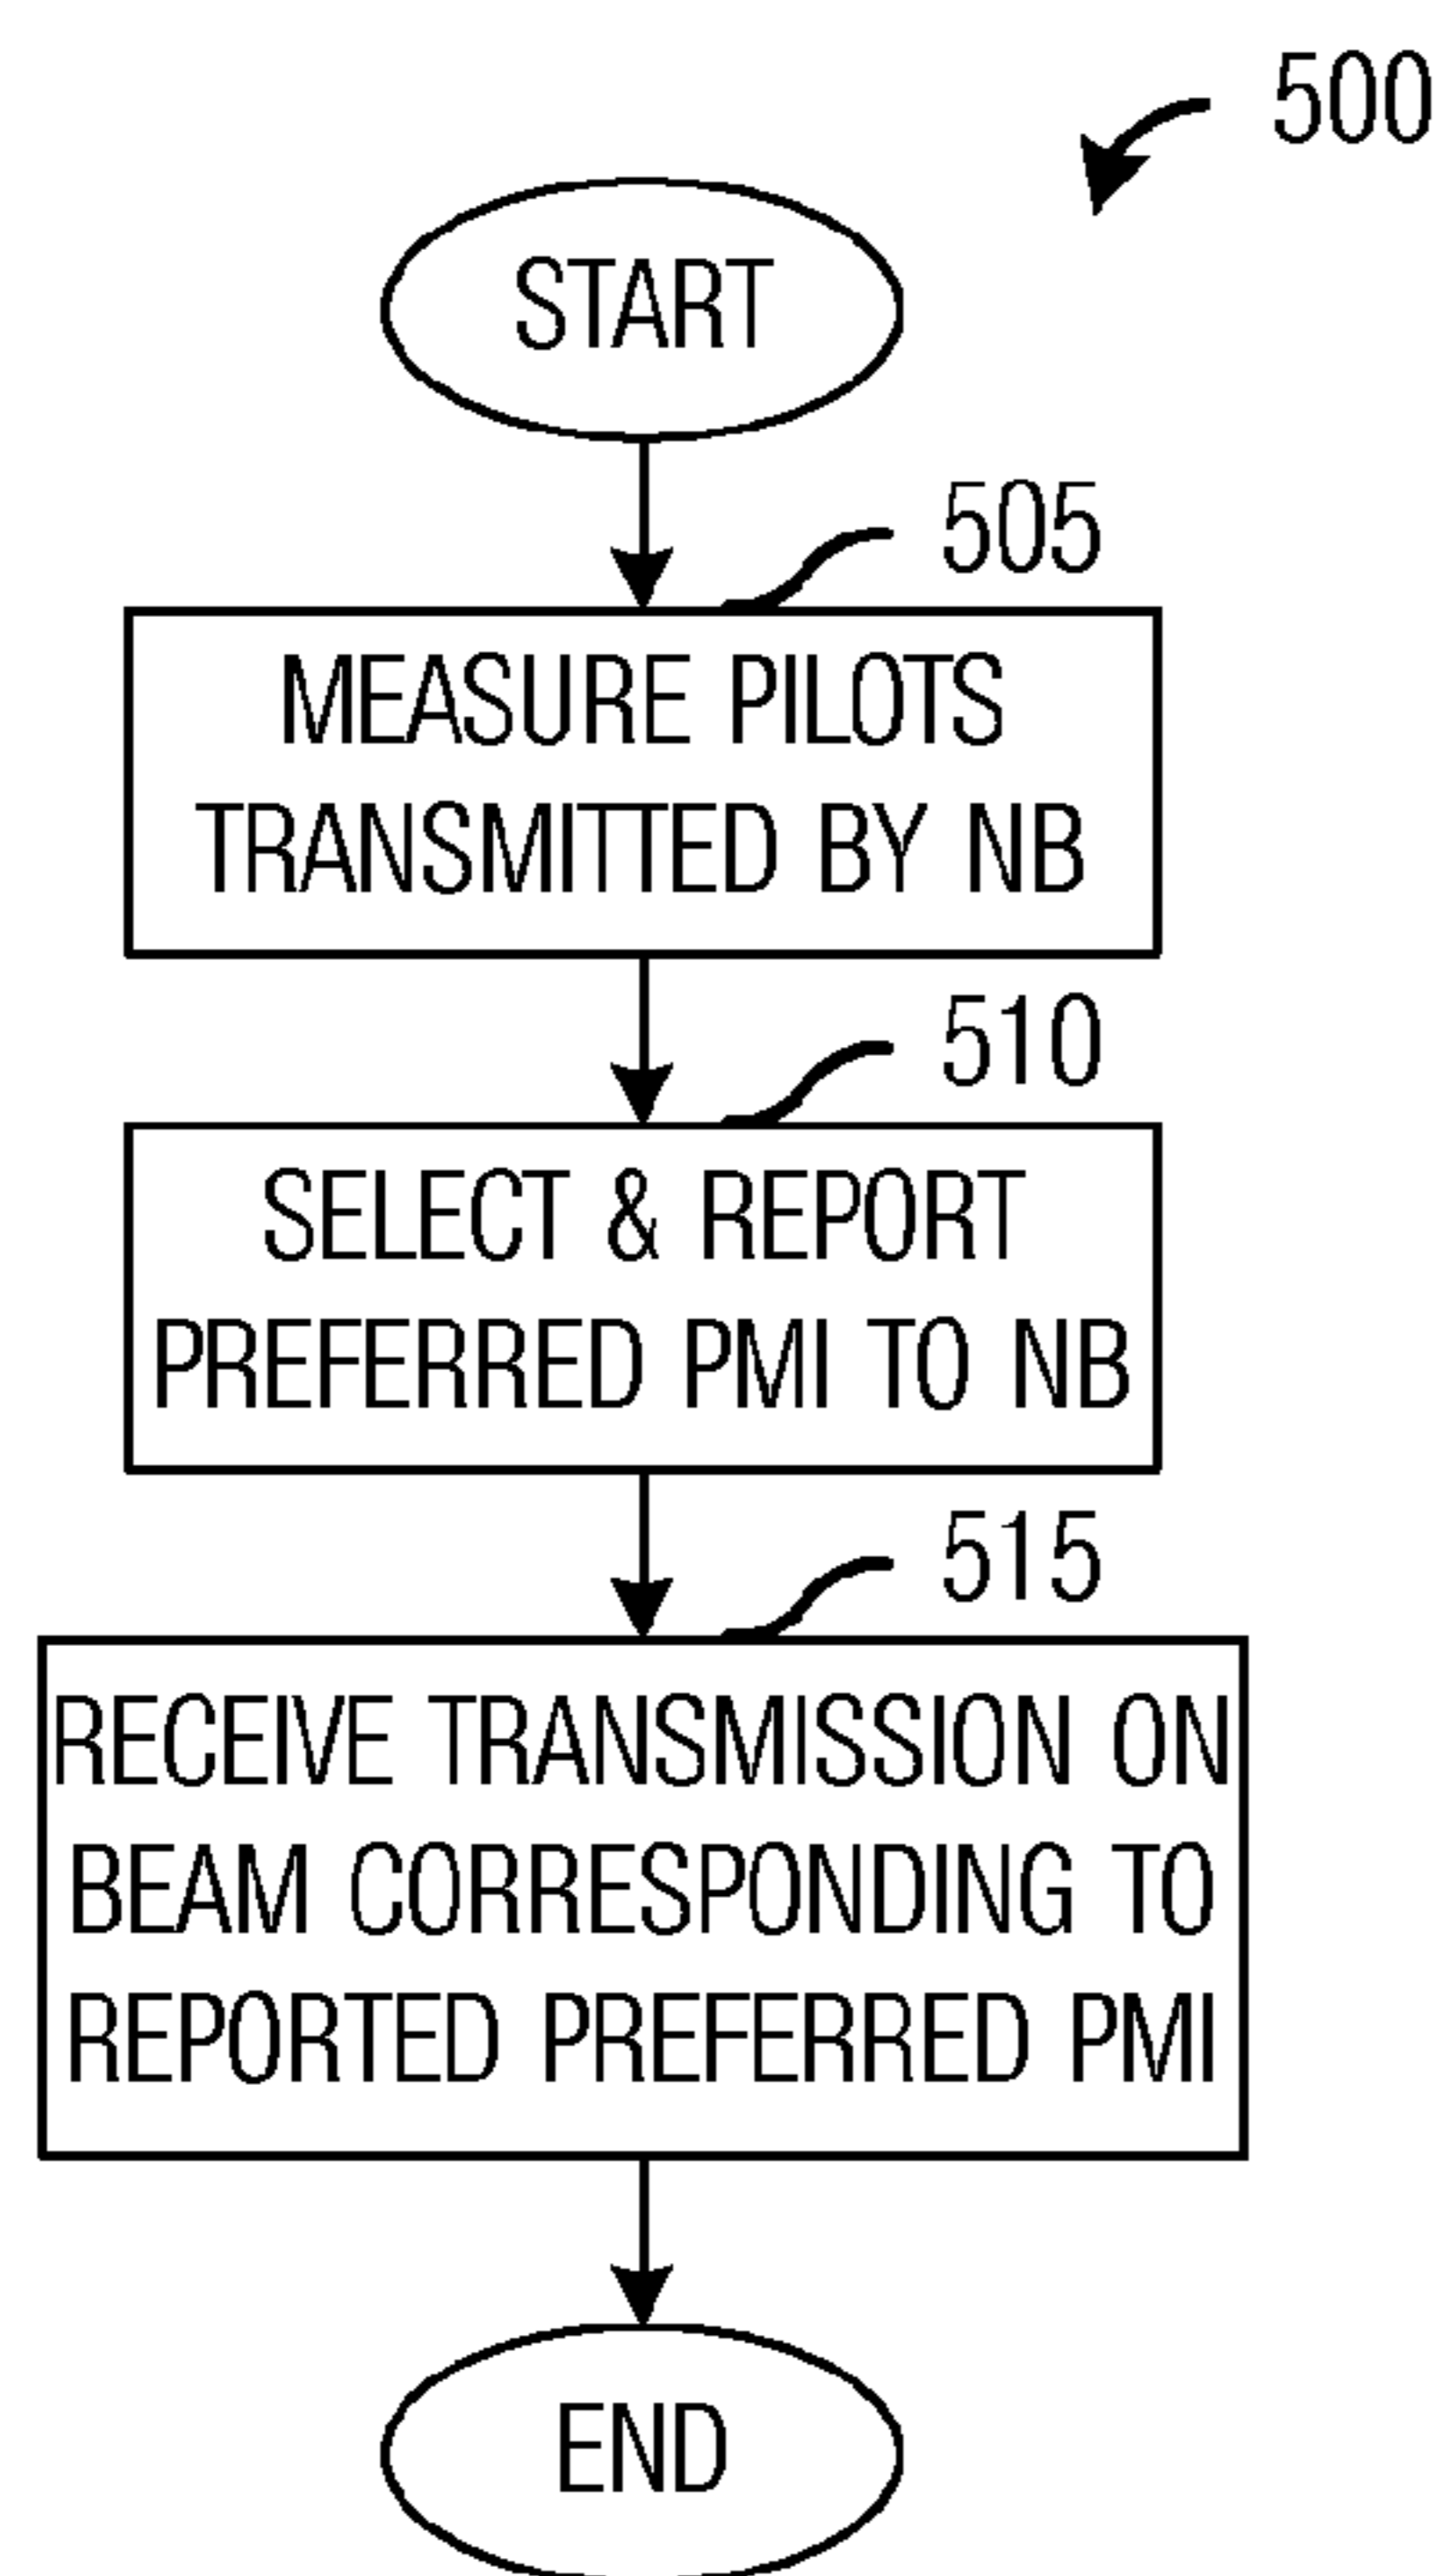 500
START
505
MEASURE PILOTS
TRANSMITTED BY NB
510
SELECT & REPORT
PREFERRED PMI TO NB
515
RECEIVE TRANSMISSION ON
BEAM CORRESPONDING TO
REPORTED PREFERRED PMI
END